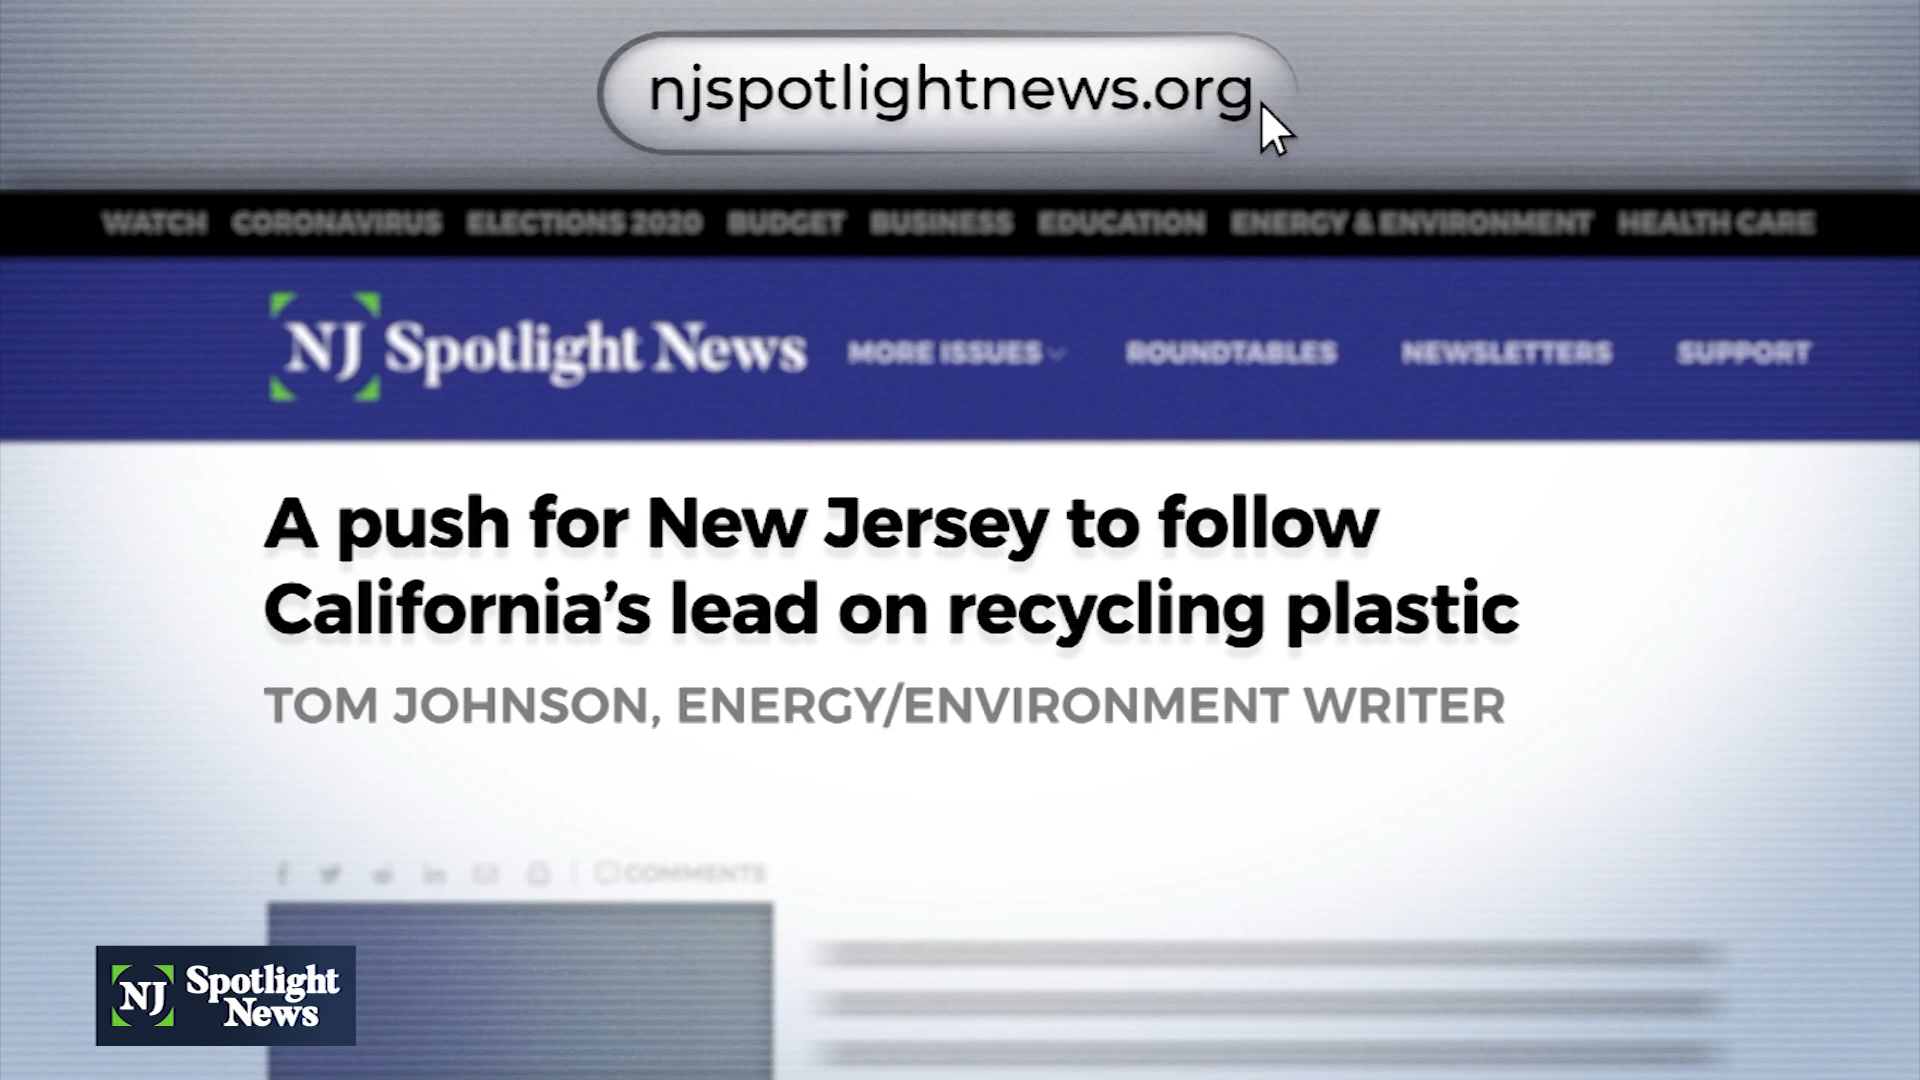 njspotlightnews.org
WATCH CORONAVIRUS ELECTIONS 2020 BUDGET BUSINESS EDUCATION ENERGY & ENVIRONMENT HEALTH CARE
NJ Spotlight News MORE ISSUES ROUNDTABLES NEWSLETTERS SUPPORT
A push for New Jersey to follow
California’s lead on recycling plastic
TOM JOHNSON, ENERGY/ENVIRONMENT WRITER
COMMENTS
NJ Spotlight
News